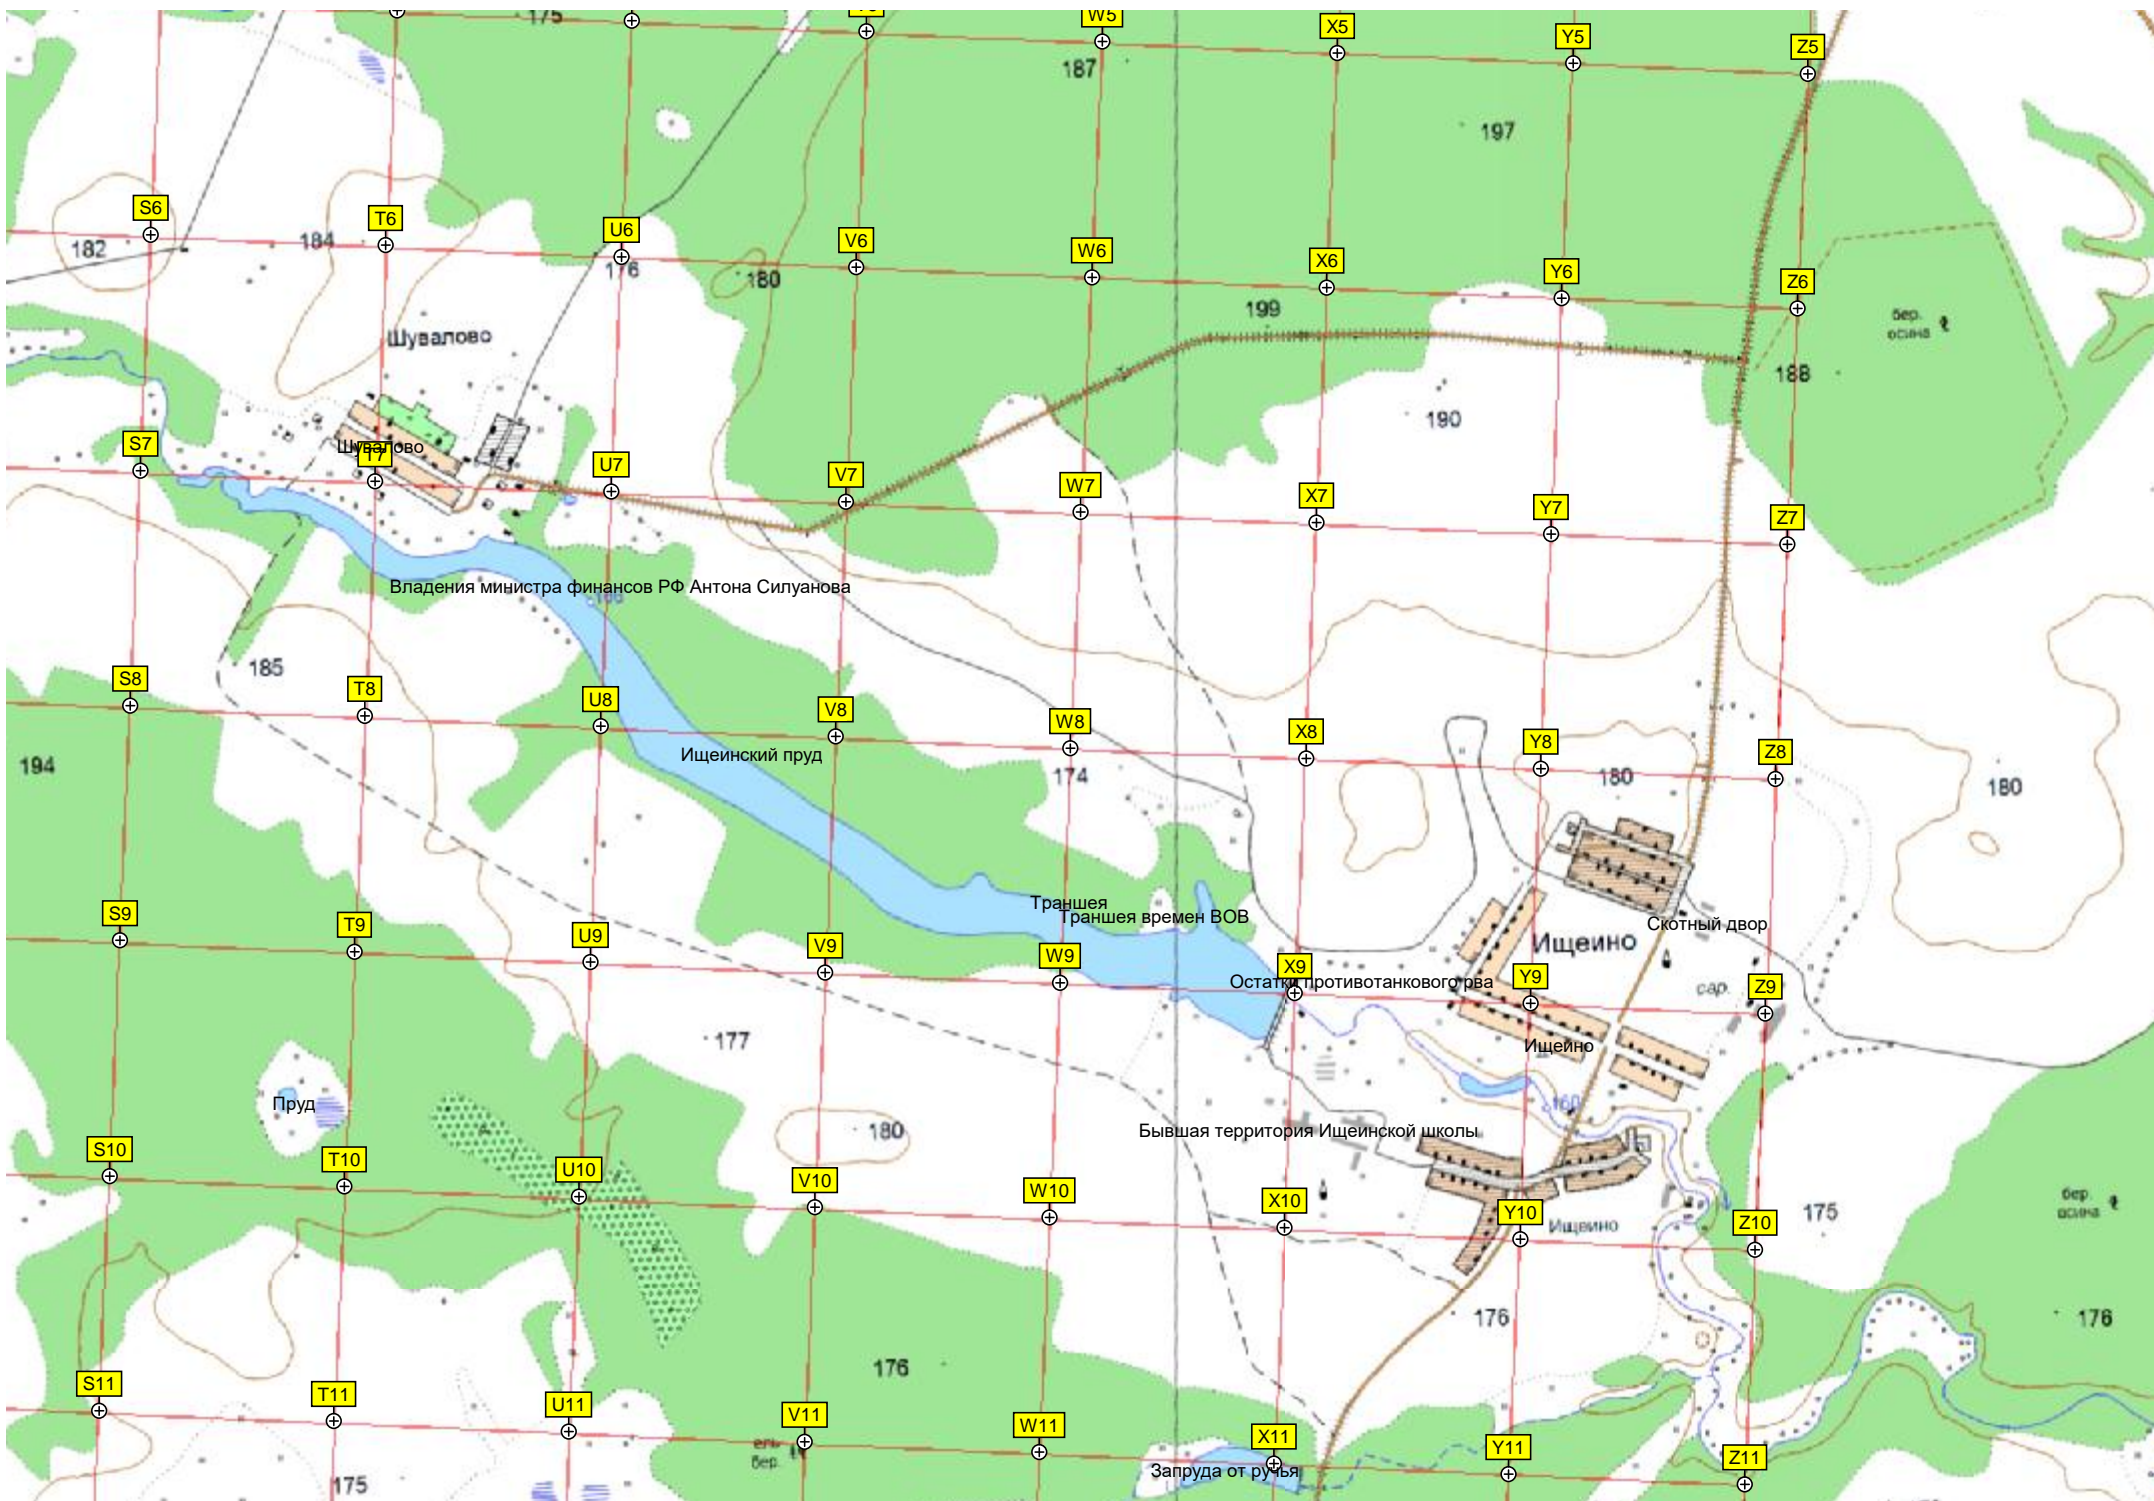 175
W5
X5
Y5
Z5
187
197
S6
T6
U6
V6
W6
X6
Y6
Z6
182
184
176
180
199
бер.
осина
Шувалово
188
190
Шувалово
S7
T7
U7
V7
W7
X7
Y7
Z7
Владения министра финансов РФ Антона Силуанова
185
S8
T8
U8
V8
W8
X8
Y8
Z8
194
Ищеинский пруд
174
180
180
Траншея
Траншея времен ВОВ
Скотный двор
S9
T9
U9
V9
W9
X9
Y9
Z9
Ищеино
Остатки противотанкового рва
сар.
177
Ищеино
Пруд
160
180
Бывшая территория Ищеинской школы
S10
T10
U10
V10
W10
X10
Y10
Z10
бер.
осина
175
Ищеино
176
176
176
S11
T11
U11
V11
W11
X11
Y11
Z11
ель
бер.
Запруда от ручья
175